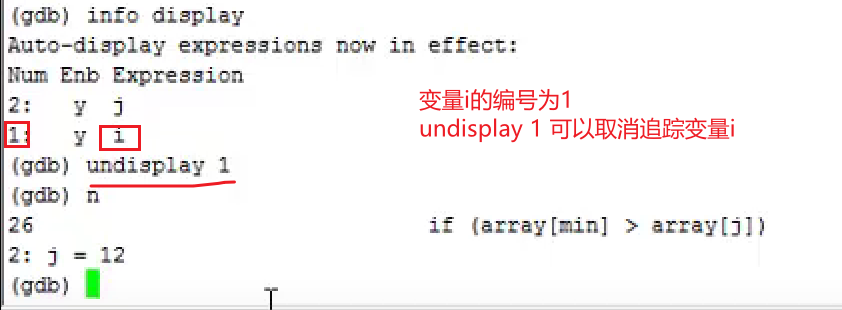 (gdb) info display
Auto-display expressions now in effect:
Num Enb Expression
2:   y  j
1:   y  i
变量i的编号为1
undisplay 1 可以取消追踪变量i
(gdb) undisplay 1
(gdb) n
26                              if (array[min] > array[j])
2: j = 12
(gdb)